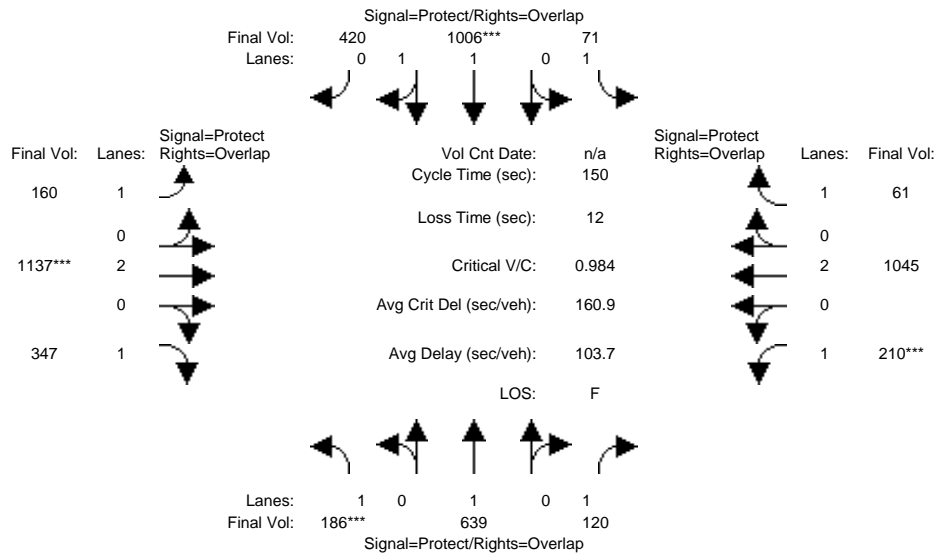 Signal=Protect/Rights=Overlap
Final Vol: 420 1006*** 71
Lanes: 0 1 1 0 1
Signal=Protect Signal=Protect
Final Vol: Lanes: Rights=Overlap Vol Cnt Date: n/a Rights=Overlap Lanes: Final Vol:
Cycle Time (sec): 150
160 1 1 61
Loss Time (sec): 12
0 0
1137*** 2 Critical V/C: 0.984 2 1045
0 Avg Crit Del (sec/veh): 160.9 0
347 1 Avg Delay (sec/veh): 103.7 1 210***
LOS: F
Lanes: 1 0 1 0 1
Final Vol: 186*** 639 120
Signal=Protect/Rights=Overlap